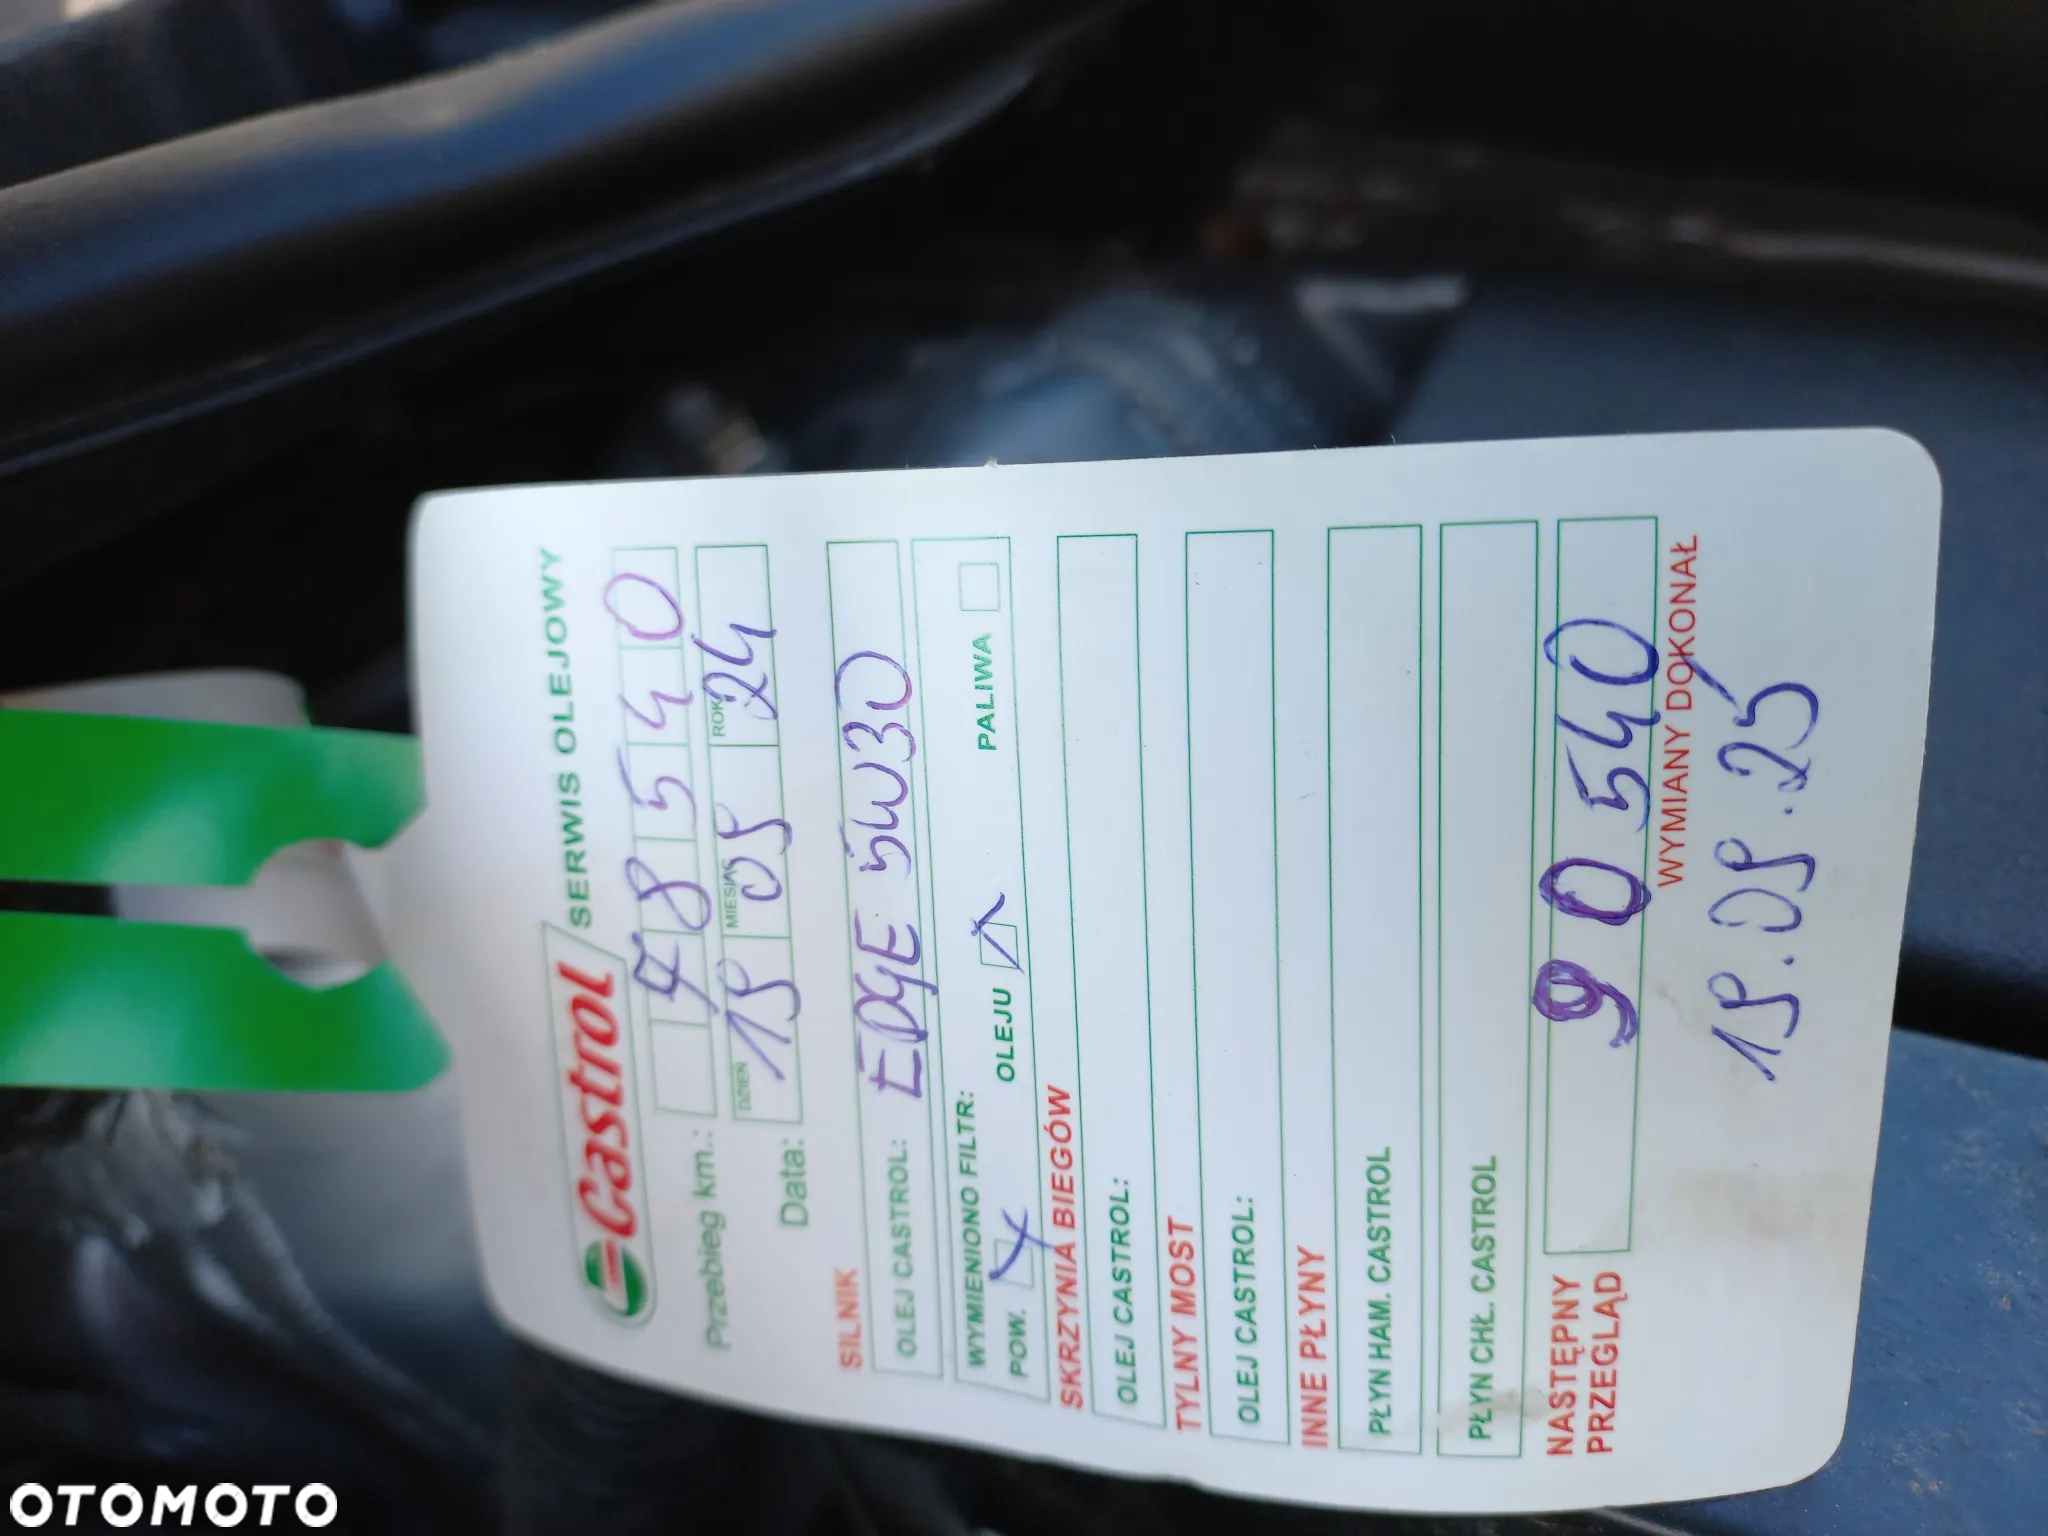 Castrol SERWIS OLEJOWY
Przebieg km.: 78540
Data: DZIEŃ 19 MIESIĄC 09 ROK 24
SILNIK
OLEJ CASTROL: EDGE 5W30
WYMIENIONO FILTR:
POW. OLEJU PALIWA
SKRZYNIA BIEGÓW
OLEJ CASTROL:
TYLNY MOST
OLEJ CASTROL:
INNE PŁYNY
PŁYN HAM. CASTROL
PŁYN CHŁ. CASTROL
NASTĘPNY
PRZEGLĄD 90540
WYMIANY DOKONAŁ
19.09.25
OTOMOTO